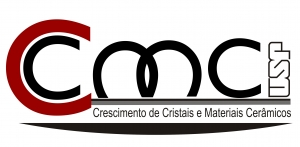 CCMC USP
Crescimento de Cristais e Materiais Cerâmicos